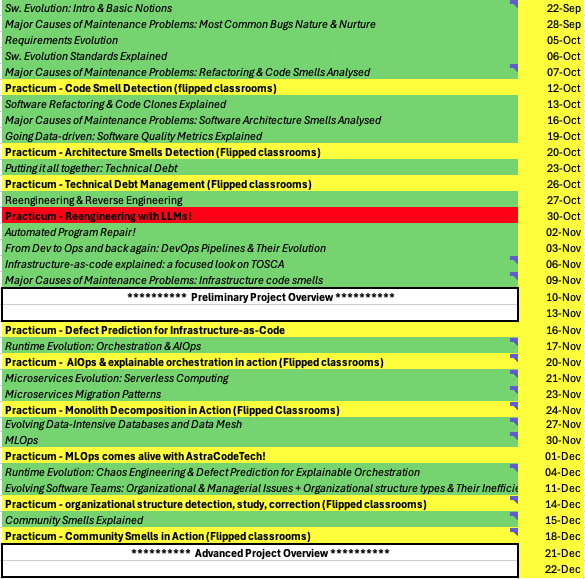 Sw. Evolution: Intro & Basic Notions 22-Sep
Major Causes of Maintenance Problems: Most Common Bugs Nature & Nurture 28-Sep
Requirements Evolution 05-Oct
Sw. Evolution Standards Explained 06-Oct
Major Causes of Maintenance Problems: Refactoring & Code Smells Analysed 07-Oct
Practicum - Code Smell Detection (flipped classrooms) 12-Oct
Software Refactoring & Code Clones Explained 13-Oct
Major Causes of Maintenance Problems: Software Architecture Smells Analysed 16-Oct
Going Data-driven: Software Quality Metrics Explained 19-Oct
Practicum - Architecture Smells Detection (Flipped classrooms) 20-Oct
Putting it all together: Technical Debt 23-Oct
Practicum - Technical Debt Management (Flipped classrooms) 26-Oct
Reengineering & Reverse Engineering 27-Oct
Practicum - Reengineering with LLMs! 30-Oct
Automated Program Repair! 02-Nov
From Dev to Ops and back again: DevOps Pipelines & Their Evolution 03-Nov
Infrastructure-as-code explained: a focused look on TOSCA 06-Nov
Major Causes of Maintenance Problems: Infrastructure code smells 09-Nov
********** Preliminary Project Overview ********** 10-Nov
13-Nov
Practicum - Defect Prediction for Infrastructure-as-Code 16-Nov
Runtime Evolution: Orchestration & AIOps 17-Nov
Practicum - AIOps & explainable orchestration in action (Flipped classrooms) 20-Nov
Microservices Evolution: Serverless Computing 21-Nov
Microservices Migration Patterns 23-Nov
Practicum - Monolith Decomposition in Action (Flipped Classrooms) 24-Nov
Evolving Data-Intensive Databases and Data Mesh 27-Nov
MLOps 30-Nov
Practicum - MLOps comes alive with AstraCodeTech! 01-Dec
Runtime Evolution: Chaos Engineering & Defect Prediction for Explainable Orchestration 04-Dec
Evolving Software Teams: Organizational & Managerial Issues + Organizational structure types & Their Ineffici 11-Dec
Practicum - organizational structure detection, study, correction (Flipped classrooms) 14-Dec
Community Smells Explained 15-Dec
Practicum - Community Smells in Action (Flipped classrooms) 18-Dec
********** Advanced Project Overview ********** 21-Dec
22-Dec